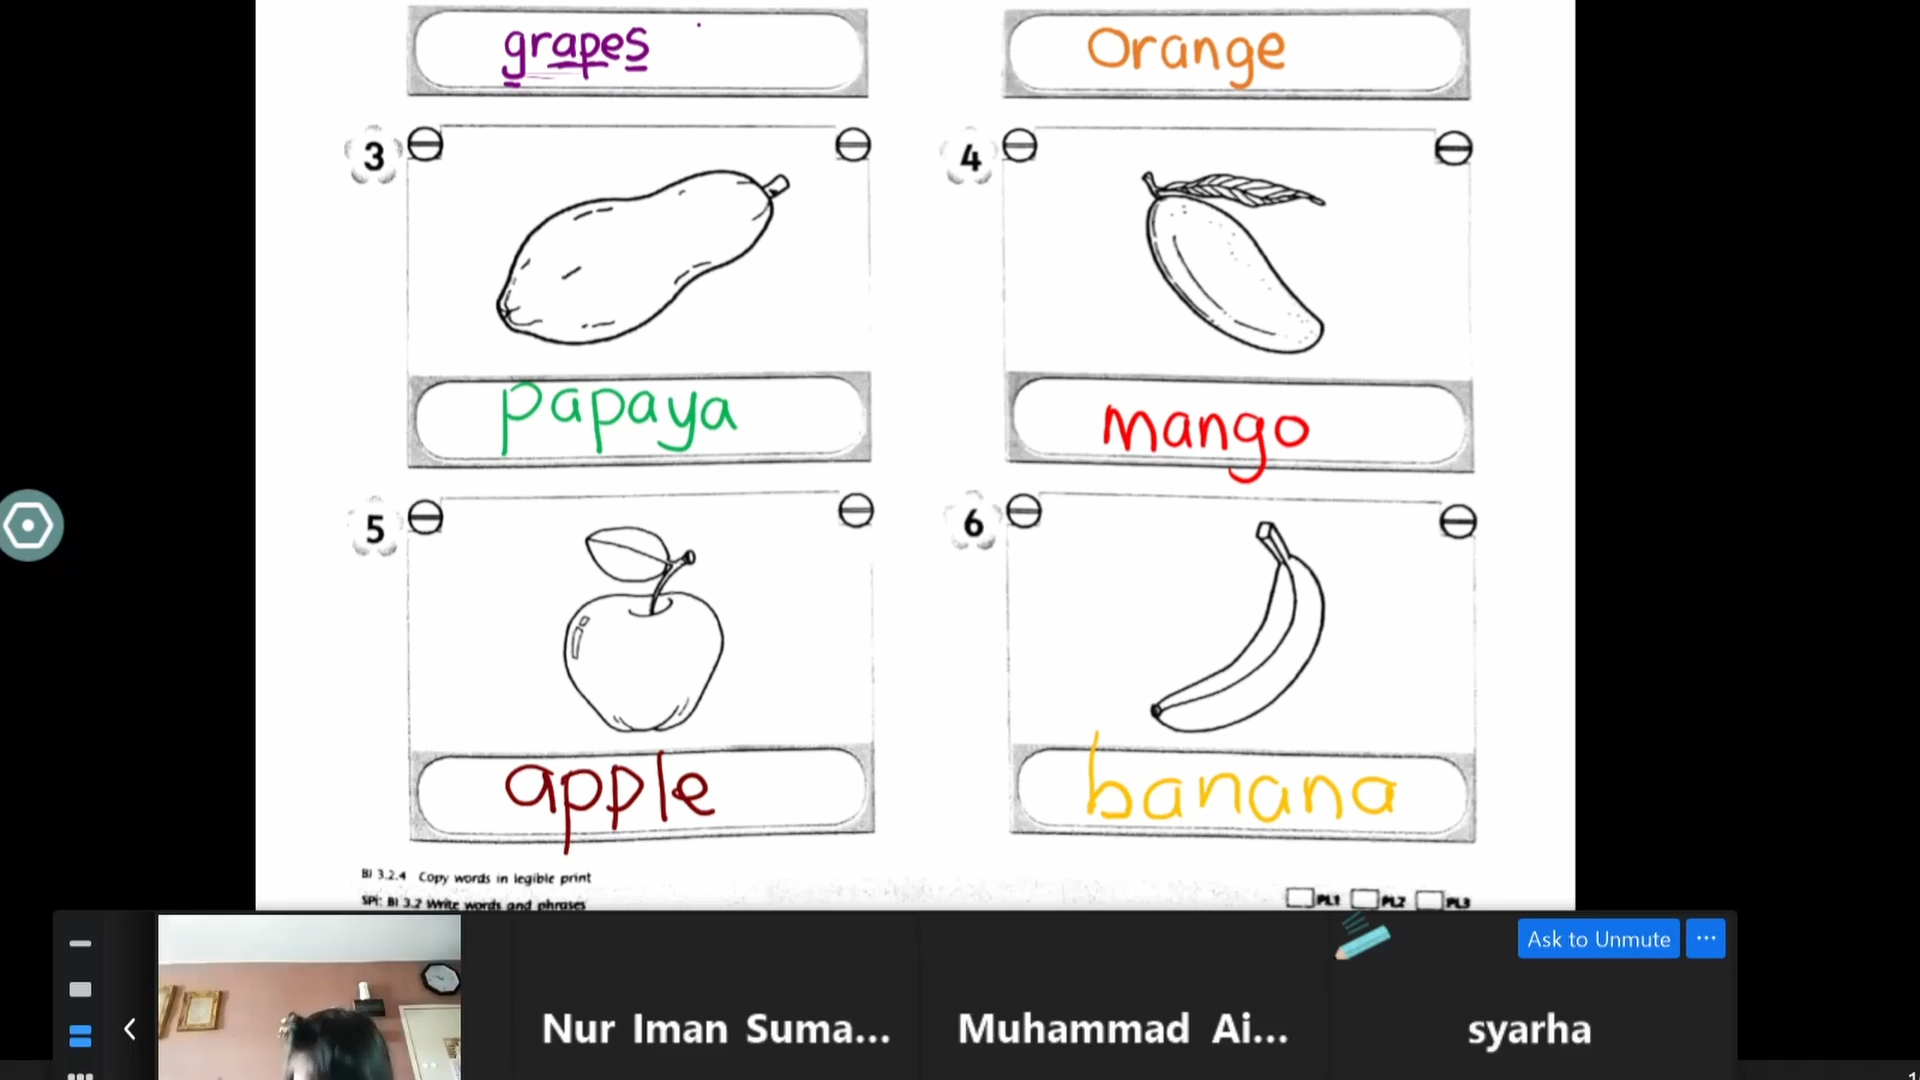 grapes
Orange
3
4
papaya
mango
5
6
apple
banana
BI 3.2.4 Copy words in legible print
SPi: BI 3.2 Write words and phrases
PL1 PL2 PL3
Ask to Unmute
Nur Iman Suma...
Muhammad Ai...
syarha